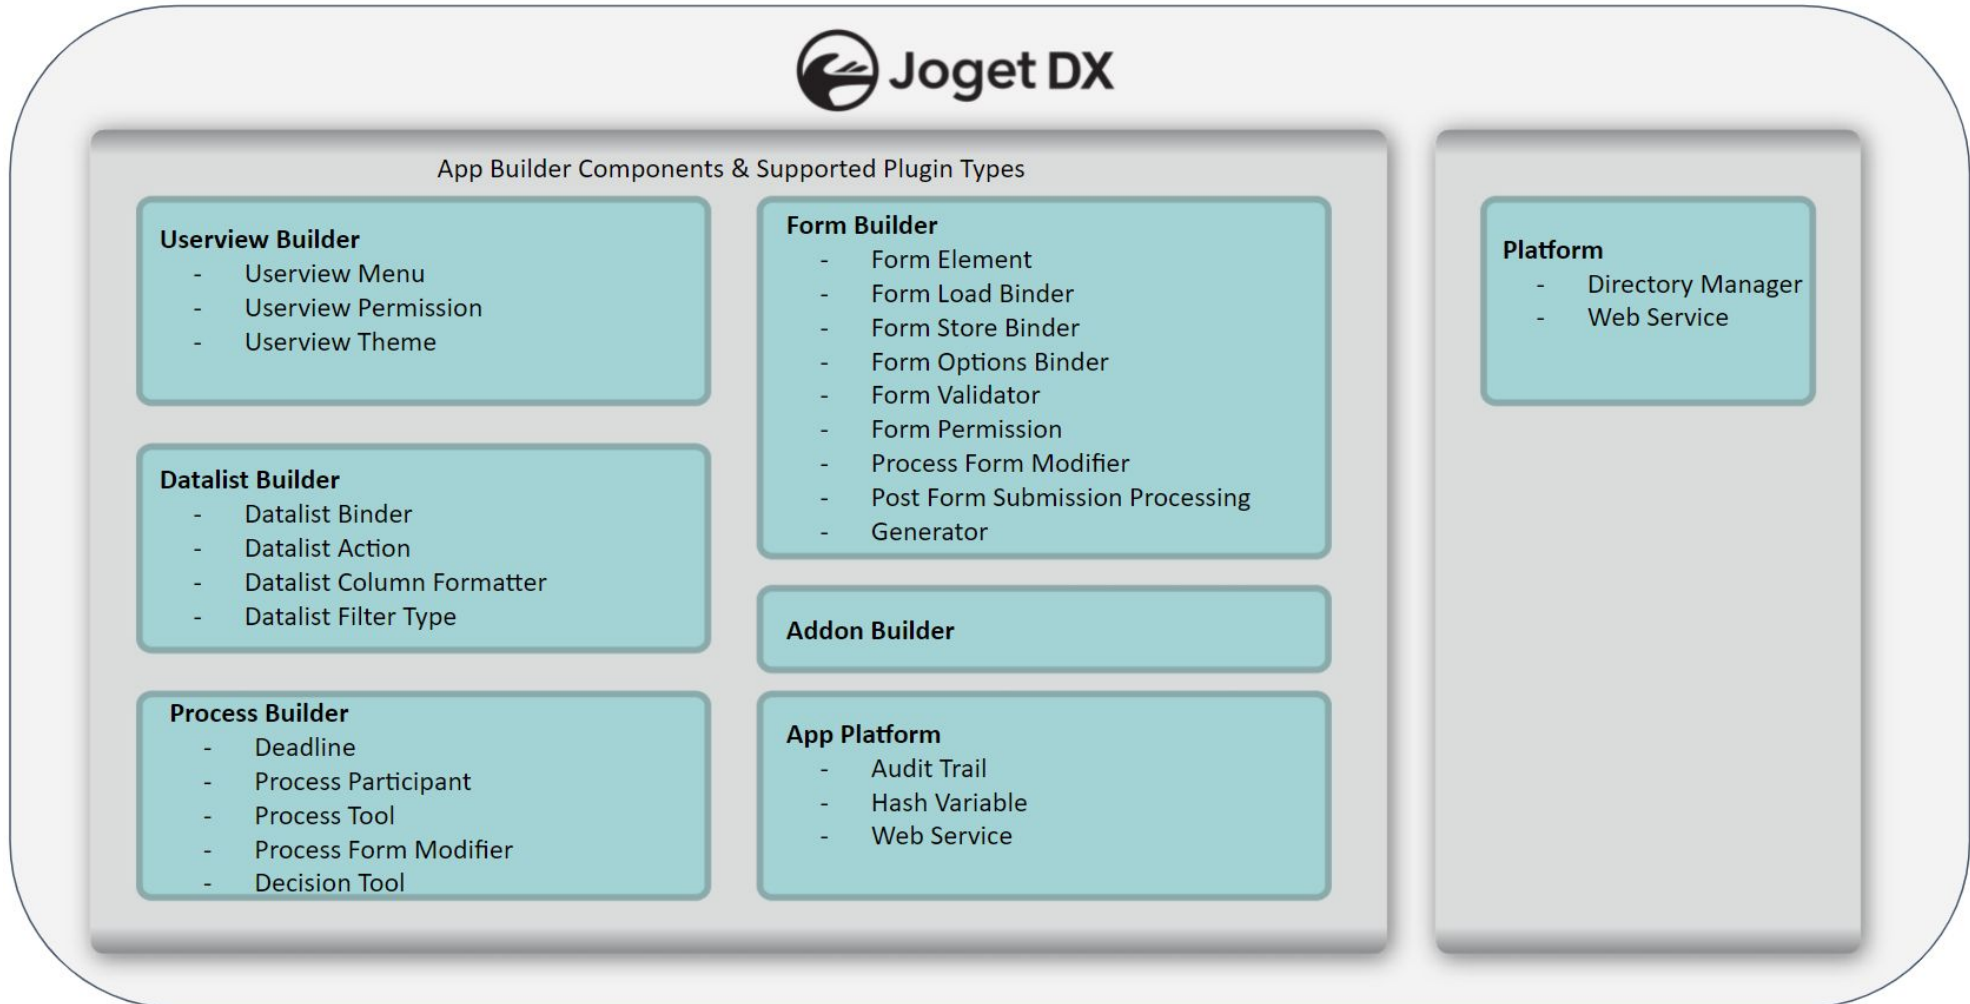 Joget DX
App Builder Components & Supported Plugin Types
Userview Builder
- Userview Menu
- Userview Permission
- Userview Theme
Datalist Builder
- Datalist Binder
- Datalist Action
- Datalist Column Formatter
- Datalist Filter Type
Process Builder
- Deadline
- Process Participant
- Process Tool
- Process Form Modifier
- Decision Tool
Form Builder
- Form Element
- Form Load Binder
- Form Store Binder
- Form Options Binder
- Form Validator
- Form Permission
- Process Form Modifier
- Post Form Submission Processing
- Generator
Addon Builder
App Platform
- Audit Trail
- Hash Variable
- Web Service
Platform
- Directory Manager
- Web Service